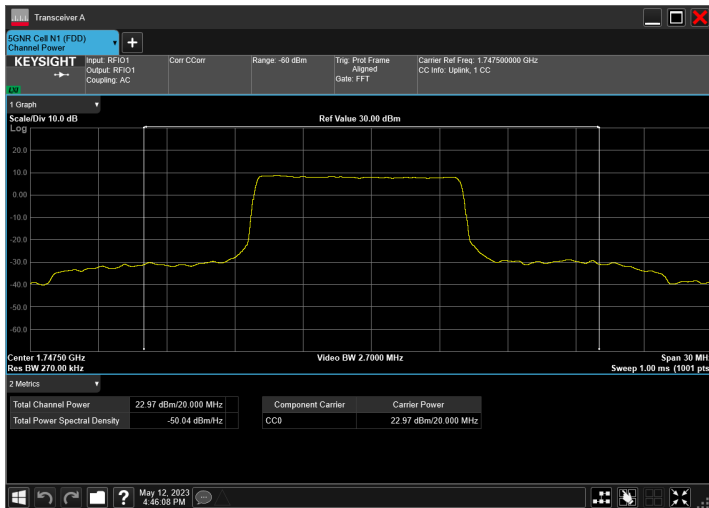 Transceiver A
5GNR Cell N1 (FDD)
Channel Power
KEYSIGHT
LXI
Input: RFIO1
Output: RFIO1
Coupling: AC
Corr CCorr
Range: -60 dBm
Trig: Prot Frame
Aligned
Gate: FFT
Carrier Ref Freq: 1.747500000 GHz
CC Info: Uplink, 1 CC
1 Graph
Scale/Div 10.0 dB
Ref Value 30.00 dBm
Log
20.0
10.0
0.00
-10.0
-20.0
-30.0
-40.0
-50.0
-60.0
Center 1.74750 GHz
Video BW 2.7000 MHz
Span 30 MH
Res BW 270.00 kHz
Sweep 1.00 ms (1001 pts
2 Metrics
Total Channel Power 22.97 dBm/20.000 MHz
Total Power Spectral Density -50.04 dBm/Hz
Component Carrier Carrier Power
CC0 22.97 dBm/20.000 MHz
?
May 12, 2023
4:46:08 PM